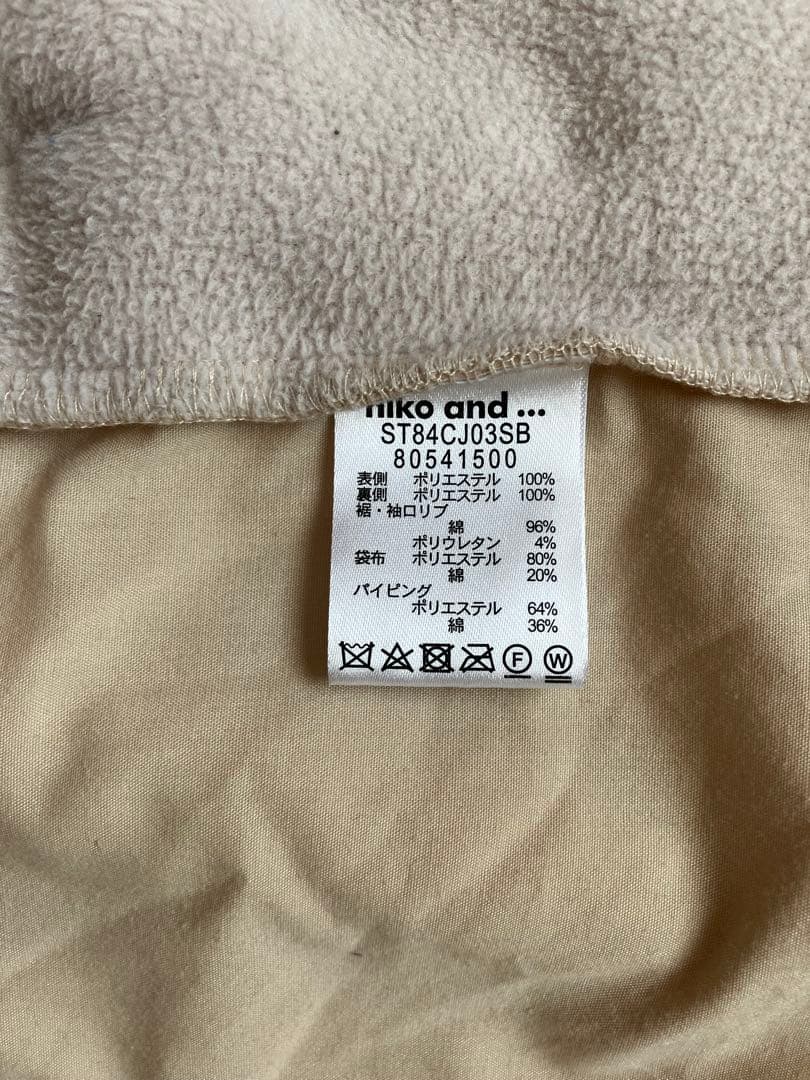 niko and ...
ST84CJ03SB
80541500
表側 ポリエステル 100%
裏側 ポリエステル 100%
裾・袖口リブ
綿 96%
ポリウレタン 4%
袋布 ポリエステル 80%
綿 20%
パイピング
ポリエステル 64%
綿 36%
F W